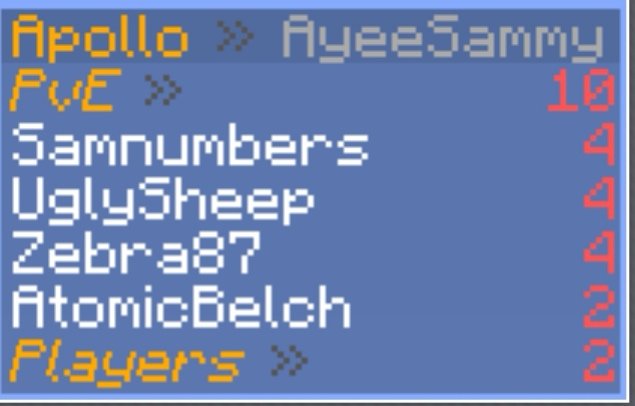 Apollo » AyeeSammy
PvE » 10
Samnumbers 4
UglySheep 4
Zebra87 4
AtomicBelch 2
Players » 2